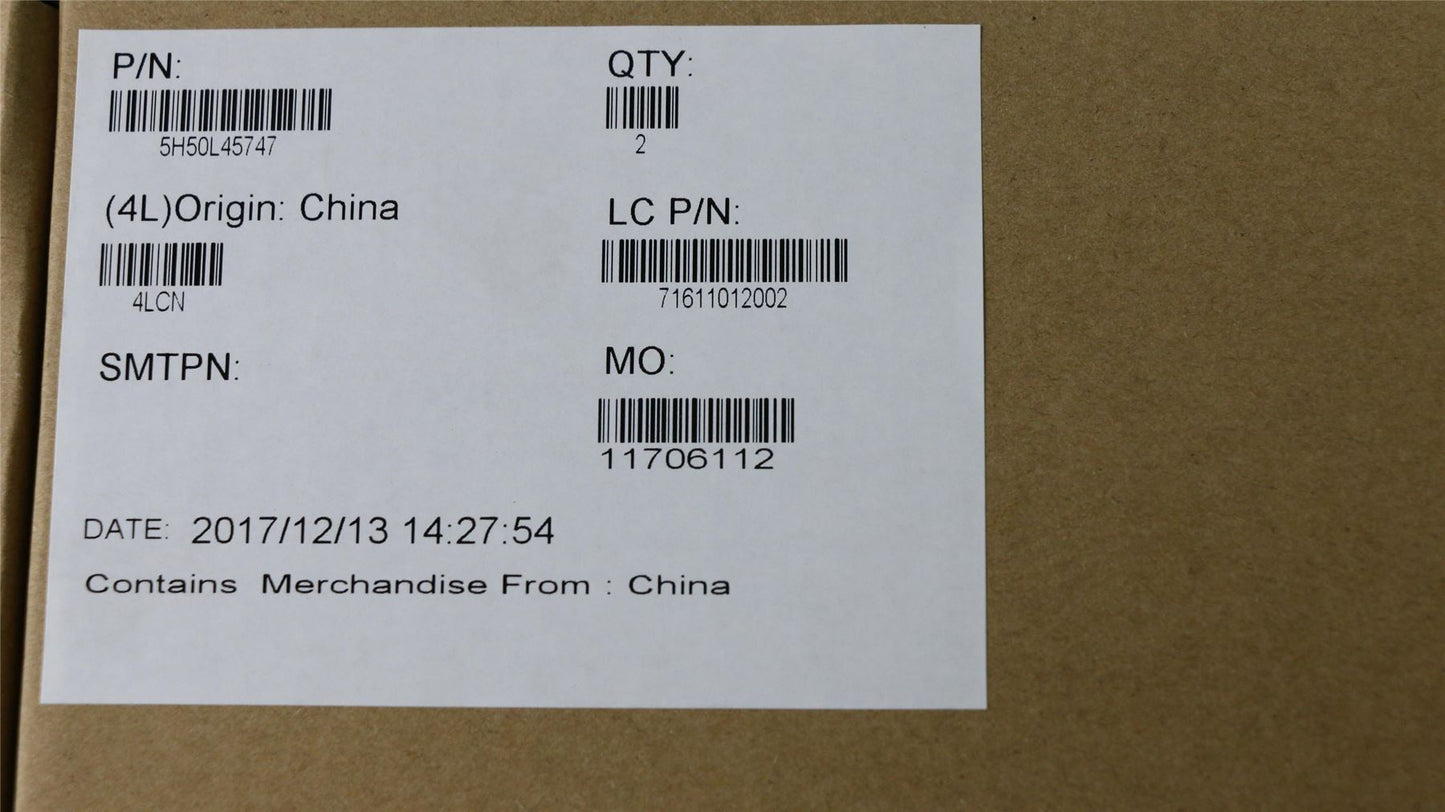 P/N:
5H50L45747
QTY:
2
(4L)Origin: China
4LCN
LC P/N:
71611012002
SMTPN:
MO:
11706112
DATE: 2017/12/13 14:27:54
Contains Merchandise From : China